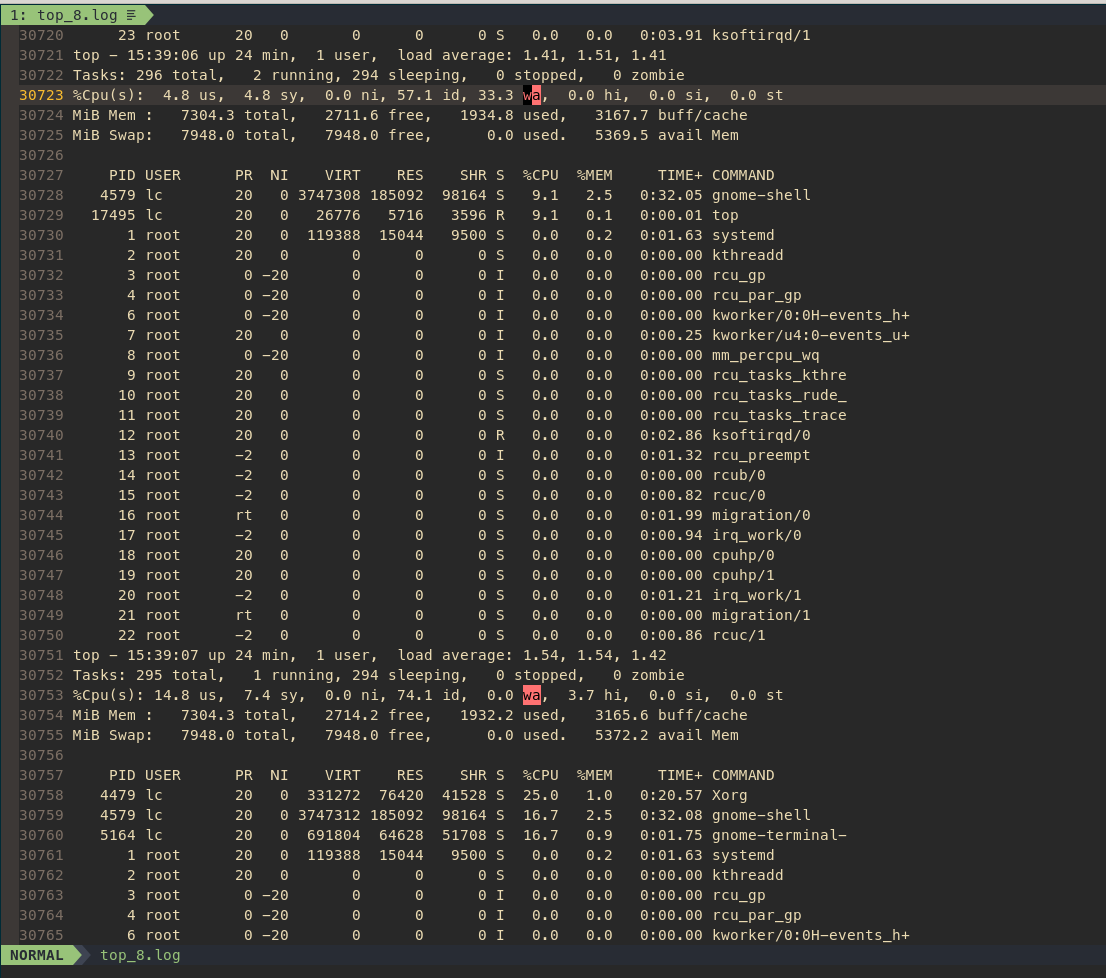 1: top_8.log ≡
30720      23 root      20   0       0      0      0 S   0.0   0.0   0:03.91 ksoftirqd/1
30721 top - 15:39:06 up 24 min,  1 user,  load average: 1.41, 1.51, 1.41
30722 Tasks: 296 total,   2 running, 294 sleeping,   0 stopped,   0 zombie
30723 %Cpu(s):  4.8 us,  4.8 sy,  0.0 ni, 57.1 id, 33.3 wa,  0.0 hi,  0.0 si,  0.0 st
30724 MiB Mem :   7304.3 total,   2711.6 free,   1934.8 used,   3167.7 buff/cache
30725 MiB Swap:   7948.0 total,   7948.0 free,      0.0 used.   5369.5 avail Mem
30726
30727     PID USER      PR  NI    VIRT    RES    SHR S  %CPU  %MEM     TIME+ COMMAND
30728    4579 lc        20   0 3747308 185092  98164 S   9.1   2.5   0:32.05 gnome-shell
30729   17495 lc        20   0   26776   5716   3596 R   9.1   0.1   0:00.01 top
30730       1 root      20   0  119388  15044   9500 S   0.0   0.2   0:01.63 systemd
30731       2 root      20   0       0      0      0 S   0.0   0.0   0:00.00 kthreadd
30732       3 root       0 -20       0      0      0 I   0.0   0.0   0:00.00 rcu_gp
30733       4 root       0 -20       0      0      0 I   0.0   0.0   0:00.00 rcu_par_gp
30734       6 root       0 -20       0      0      0 I   0.0   0.0   0:00.00 kworker/0:0H-events_h+
30735       7 root      20   0       0      0      0 I   0.0   0.0   0:00.25 kworker/u4:0-events_u+
30736       8 root       0 -20       0      0      0 I   0.0   0.0   0:00.00 mm_percpu_wq
30737       9 root      20   0       0      0      0 S   0.0   0.0   0:00.00 rcu_tasks_kthre
30738      10 root      20   0       0      0      0 S   0.0   0.0   0:00.00 rcu_tasks_rude_
30739      11 root      20   0       0      0      0 S   0.0   0.0   0:00.00 rcu_tasks_trace
30740      12 root      20   0       0      0      0 R   0.0   0.0   0:02.86 ksoftirqd/0
30741      13 root      -2   0       0      0      0 I   0.0   0.0   0:01.32 rcu_preempt
30742      14 root      -2   0       0      0      0 S   0.0   0.0   0:00.00 rcub/0
30743      15 root      -2   0       0      0      0 S   0.0   0.0   0:00.82 rcuc/0
30744      16 root      rt   0       0      0      0 S   0.0   0.0   0:01.99 migration/0
30745      17 root      -2   0       0      0      0 S   0.0   0.0   0:00.94 irq_work/0
30746      18 root      20   0       0      0      0 S   0.0   0.0   0:00.00 cpuhp/0
30747      19 root      20   0       0      0      0 S   0.0   0.0   0:00.00 cpuhp/1
30748      20 root      -2   0       0      0      0 S   0.0   0.0   0:01.21 irq_work/1
30749      21 root      rt   0       0      0      0 S   0.0   0.0   0:00.00 migration/1
30750      22 root      -2   0       0      0      0 S   0.0   0.0   0:00.86 rcuc/1
30751 top - 15:39:07 up 24 min,  1 user,  load average: 1.54, 1.54, 1.42
30752 Tasks: 295 total,   1 running, 294 sleeping,   0 stopped,   0 zombie
30753 %Cpu(s): 14.8 us,  7.4 sy,  0.0 ni, 74.1 id,  0.0 wa,  3.7 hi,  0.0 si,  0.0 st
30754 MiB Mem :   7304.3 total,   2714.2 free,   1932.2 used,   3165.6 buff/cache
30755 MiB Swap:   7948.0 total,   7948.0 free,      0.0 used.   5372.2 avail Mem
30756
30757     PID USER      PR  NI    VIRT    RES    SHR S  %CPU  %MEM     TIME+ COMMAND
30758    4479 lc        20   0  331272  76420  41528 S  25.0   1.0   0:20.57 Xorg
30759    4579 lc        20   0 3747312 185092  98164 S  16.7   2.5   0:32.08 gnome-shell
30760    5164 lc        20   0  691804  64628  51708 S  16.7   0.9   0:01.75 gnome-terminal-
30761       1 root      20   0  119388  15044   9500 S   0.0   0.2   0:01.63 systemd
30762       2 root      20   0       0      0      0 S   0.0   0.0   0:00.00 kthreadd
30763       3 root       0 -20       0      0      0 I   0.0   0.0   0:00.00 rcu_gp
30764       4 root       0 -20       0      0      0 I   0.0   0.0   0:00.00 rcu_par_gp
30765       6 root       0 -20       0      0      0 I   0.0   0.0   0:00.00 kworker/0:0H-events_h+
NORMAL  top_8.log